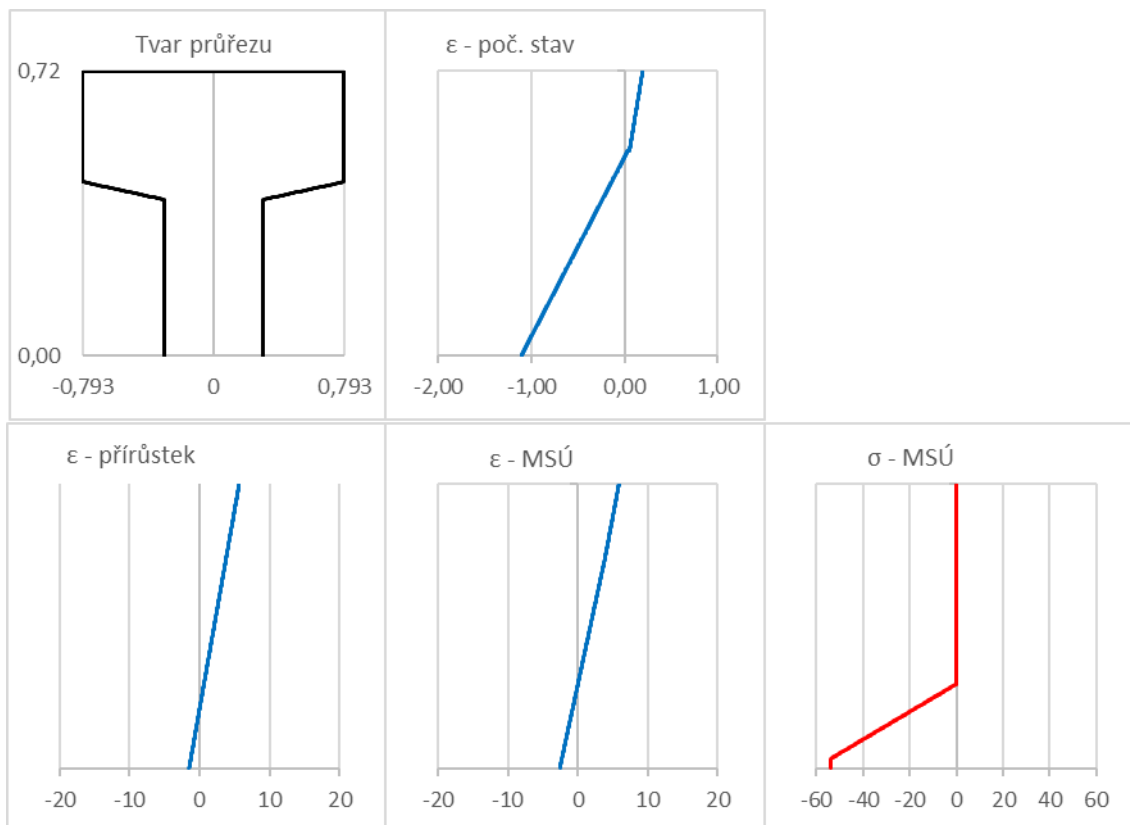 Tvar průřezu
0,72
0,00
-0,793 0 0,793
ε - poč. stav
-2,00 -1,00 0,00 1,00
ε - přírůstek
-20 -10 0 10 20
ε - MSÚ
-20 -10 0 10 20
σ - MSÚ
-60 -40 -20 0 20 40 60